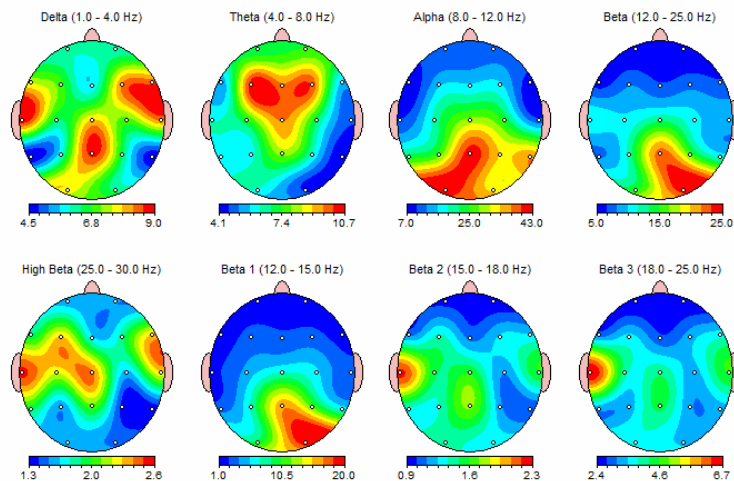 Delta (1.0 - 4.0 Hz) Theta (4.0 - 8.0 Hz) Alpha (8.0 - 12.0 Hz) Beta (12.0 - 25.0 Hz)
4.5 6.8 9.0 4.1 7.4 10.7 7.0 25.0 43.0 5.0 15.0 25.0
High Beta (25.0 - 30.0 Hz) Beta 1 (12.0 - 15.0 Hz) Beta 2 (15.0 - 18.0 Hz) Beta 3 (18.0 - 25.0 Hz)
1.3 2.0 2.6 1.0 10.5 20.0 0.9 1.6 2.3 2.4 4.6 6.7